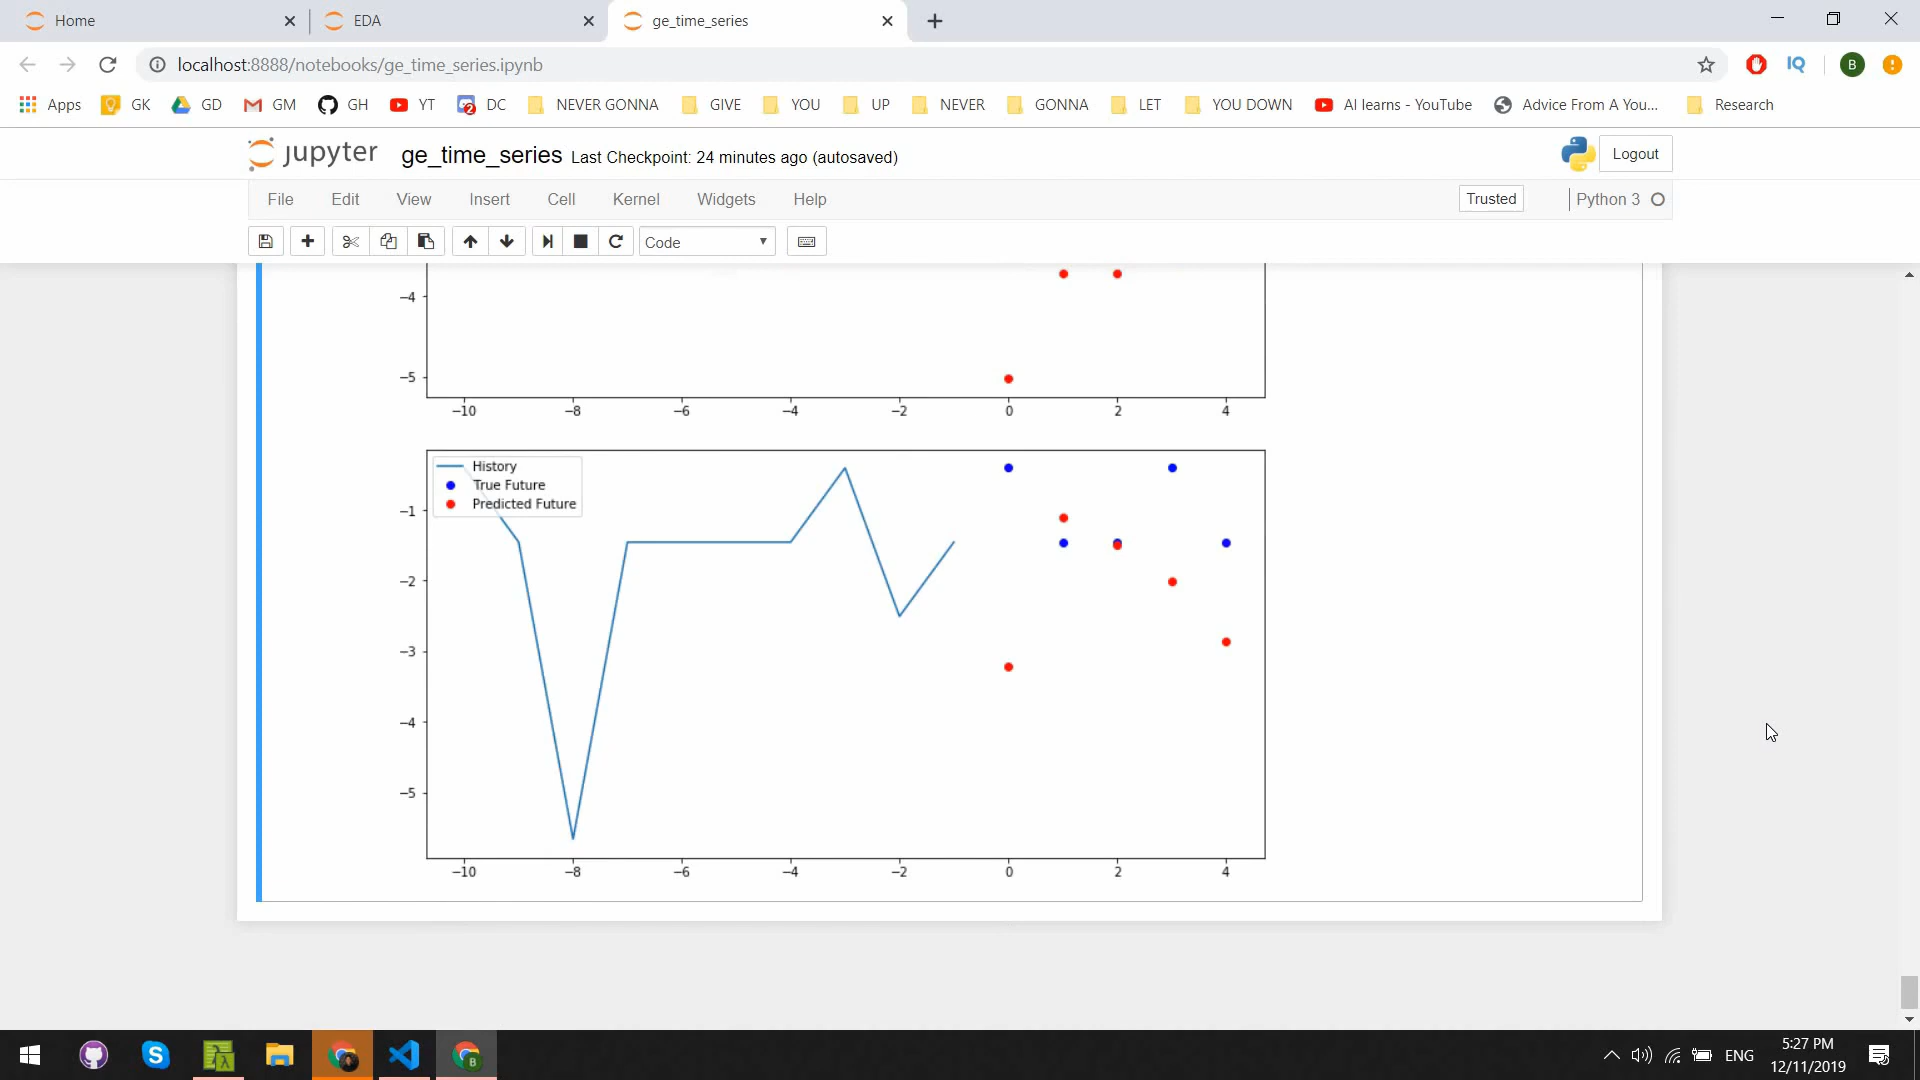 Home
EDA
ge_time_series
localhost:8888/notebooks/ge_time_series.ipynb
IQ
B
Apps GK GD GM GH YT 2 DC NEVER GONNA GIVE YOU UP NEVER GONNA LET YOU DOWN AI learns - YouTube Advice From A You... Research
jupyter ge_time_series Last Checkpoint: 24 minutes ago (autosaved) Logout
File Edit View Insert Cell Kernel Widgets Help Trusted Python 3
Code
−4
−5
−10 −8 −6 −4 −2 0 2 4
History
True Future
Predicted Future
−1
−2
−3
−4
−5
−10 −8 −6 −4 −2 0 2 4
B
ENG
5:27 PM
12/11/2019